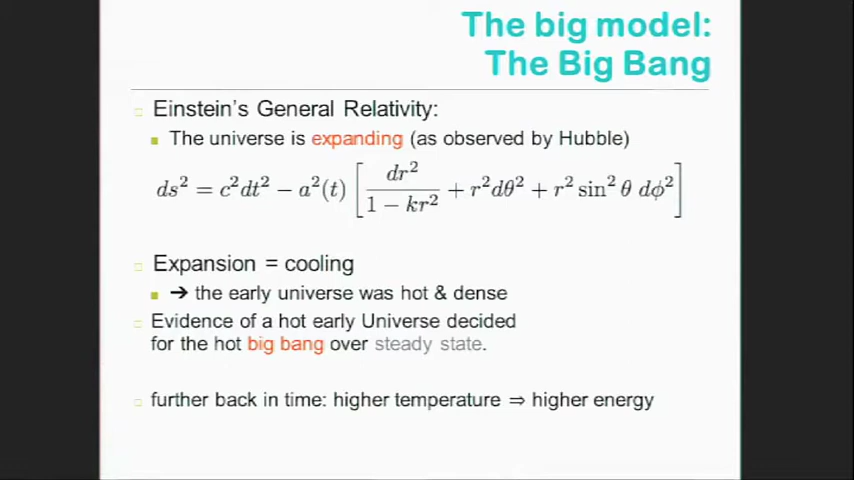 The big model:
The Big Bang
Einstein's General Relativity:
The universe is expanding (as observed by Hubble)
ds² = c²dt² − a²(t) [ dr² / (1 − kr²) + r²dθ² + r² sin² θ dϕ² ]
Expansion = cooling
➔ the early universe was hot & dense
Evidence of a hot early Universe decided
for the hot big bang over steady state.
further back in time: higher temperature ⇒ higher energy